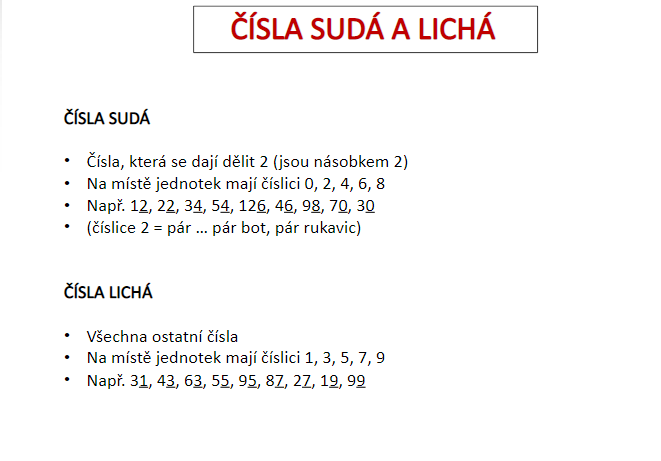 ČÍSLA SUDÁ A LICHÁ
ČÍSLA SUDÁ
• Čísla, která se dají dělit 2 (jsou násobkem 2)
• Na místě jednotek mají číslici 0, 2, 4, 6, 8
• Např. 12, 22, 34, 54, 126, 46, 98, 70, 30
• (číslice 2 = pár … pár bot, pár rukavic)
ČÍSLA LICHÁ
• Všechna ostatní čísla
• Na místě jednotek mají číslici 1, 3, 5, 7, 9
• Např. 31, 43, 63, 55, 95, 87, 27, 19, 99